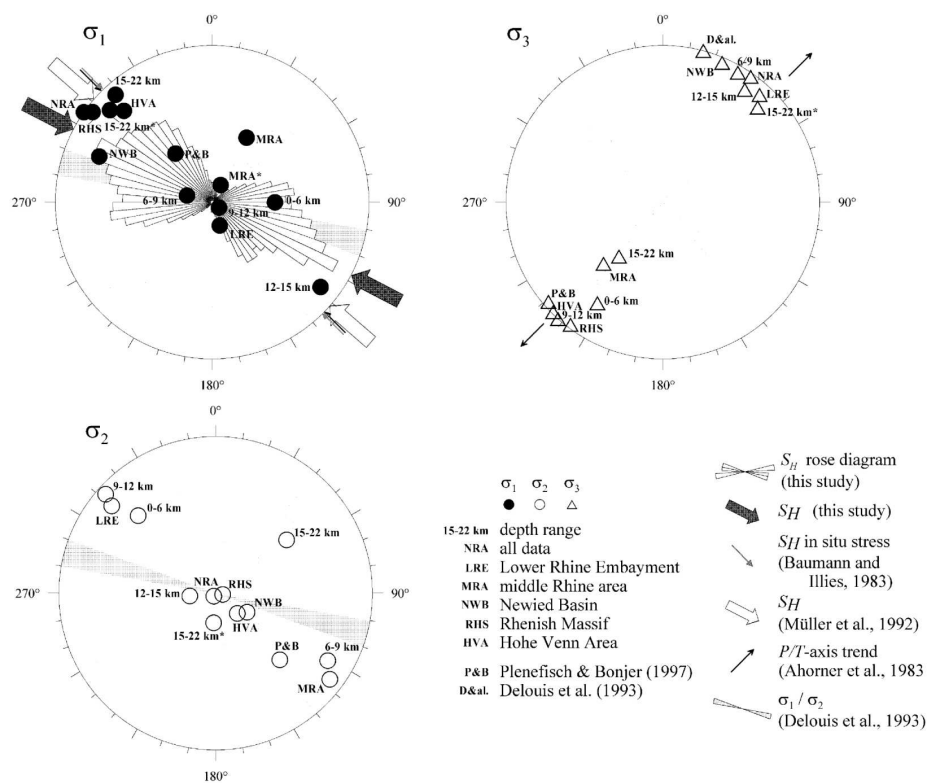 σ1
0°
15-22 km
NRA
HVA
RHS
15-22 km*
MRA
NWB
P&B
MRA*
270°
6-9 km
0-6 km
90°
9-12 km
LRE
12-15 km
180°
σ3
0°
D&al.
6-9 km
NWB
NRA
12-15 km
LRE
15-22 km*
270°
90°
15-22 km
MRA
P&B
0-6 km
HVA
9-12 km
RHS
180°
σ2
0°
9-12 km
LRE
0-6 km
15-22 km
270°
12-15 km
NRA
RHS
90°
NWB
HVA
15-22 km*
P&B
6-9 km
MRA
180°
σ1 σ2 σ3
15-22 km depth range
NRA all data
LRE Lower Rhine Embayment
MRA middle Rhine area
NWB Newied Basin
RHS Rhenish Massif
HVA Hohe Venn Area
P&B Plenefisch & Bonjer (1997)
D&al. Delouis et al. (1993)
SH rose diagram
(this study)
SH (this study)
SH in situ stress
(Baumann and
Illies, 1983)
SH
(Müller et al., 1992)
P/T-axis trend
(Ahorner et al., 1983
σ1 / σ2
(Delouis et al., 1993)